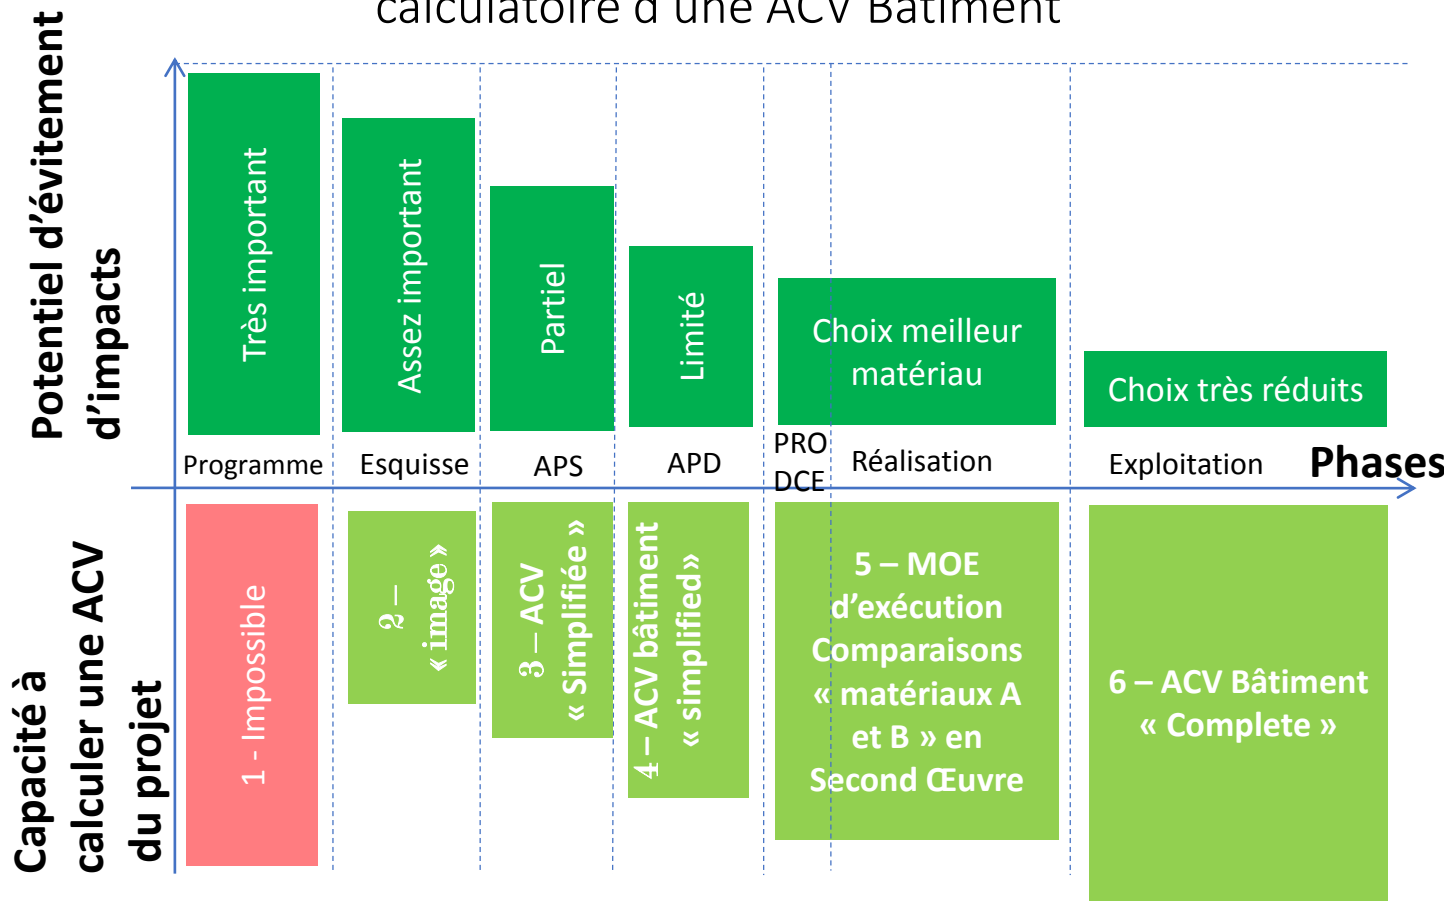 calculatoire d'une ACV Bâtiment
Potentiel d'évitement
d'impacts
Très important
Assez important
Partiel
Limité
Choix meilleur
matériau
Choix très réduits
Programme
Esquisse
APS
APD
PRO
DCE
Réalisation
Exploitation
Phases
Capacité à
calculer une ACV
du projet
1 - Impossible
2 –
« image »
3 – ACV
« Simplifiée »
4 – ACV bâtiment
« simplified»
5 – MOE
d'exécution
Comparaisons
« matériaux A
et B » en
Second Œuvre
6 – ACV Bâtiment
« Complete »